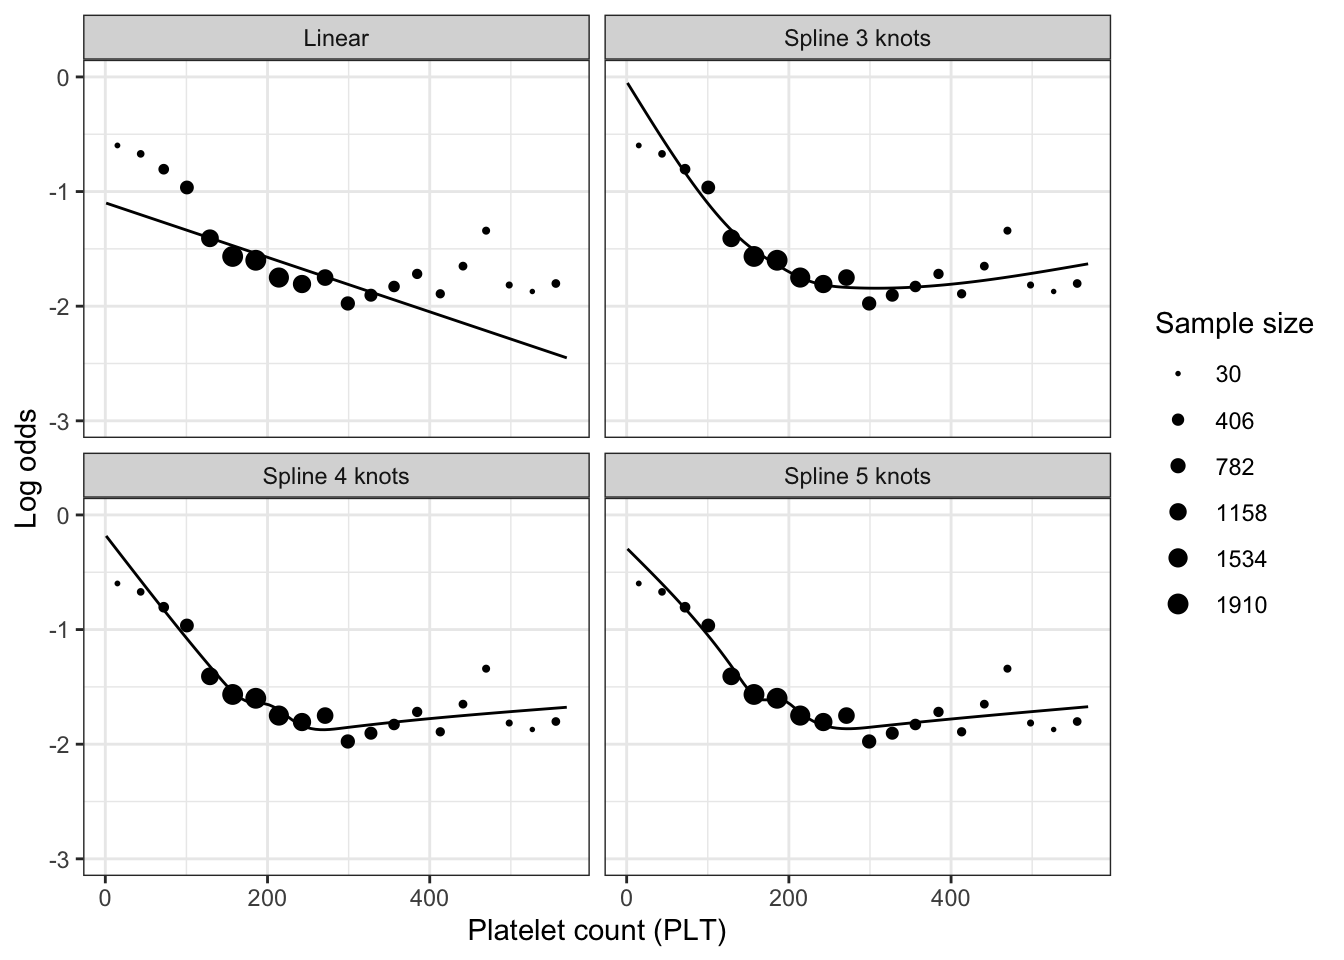 Linear
Spline 3 knots
0
-1
-2
-3
Spline 4 knots
Spline 5 knots
0
-1
-2
-3
0
200
400
0
200
400
Log odds
Platelet count (PLT)
Sample size
30
406
782
1158
1534
1910